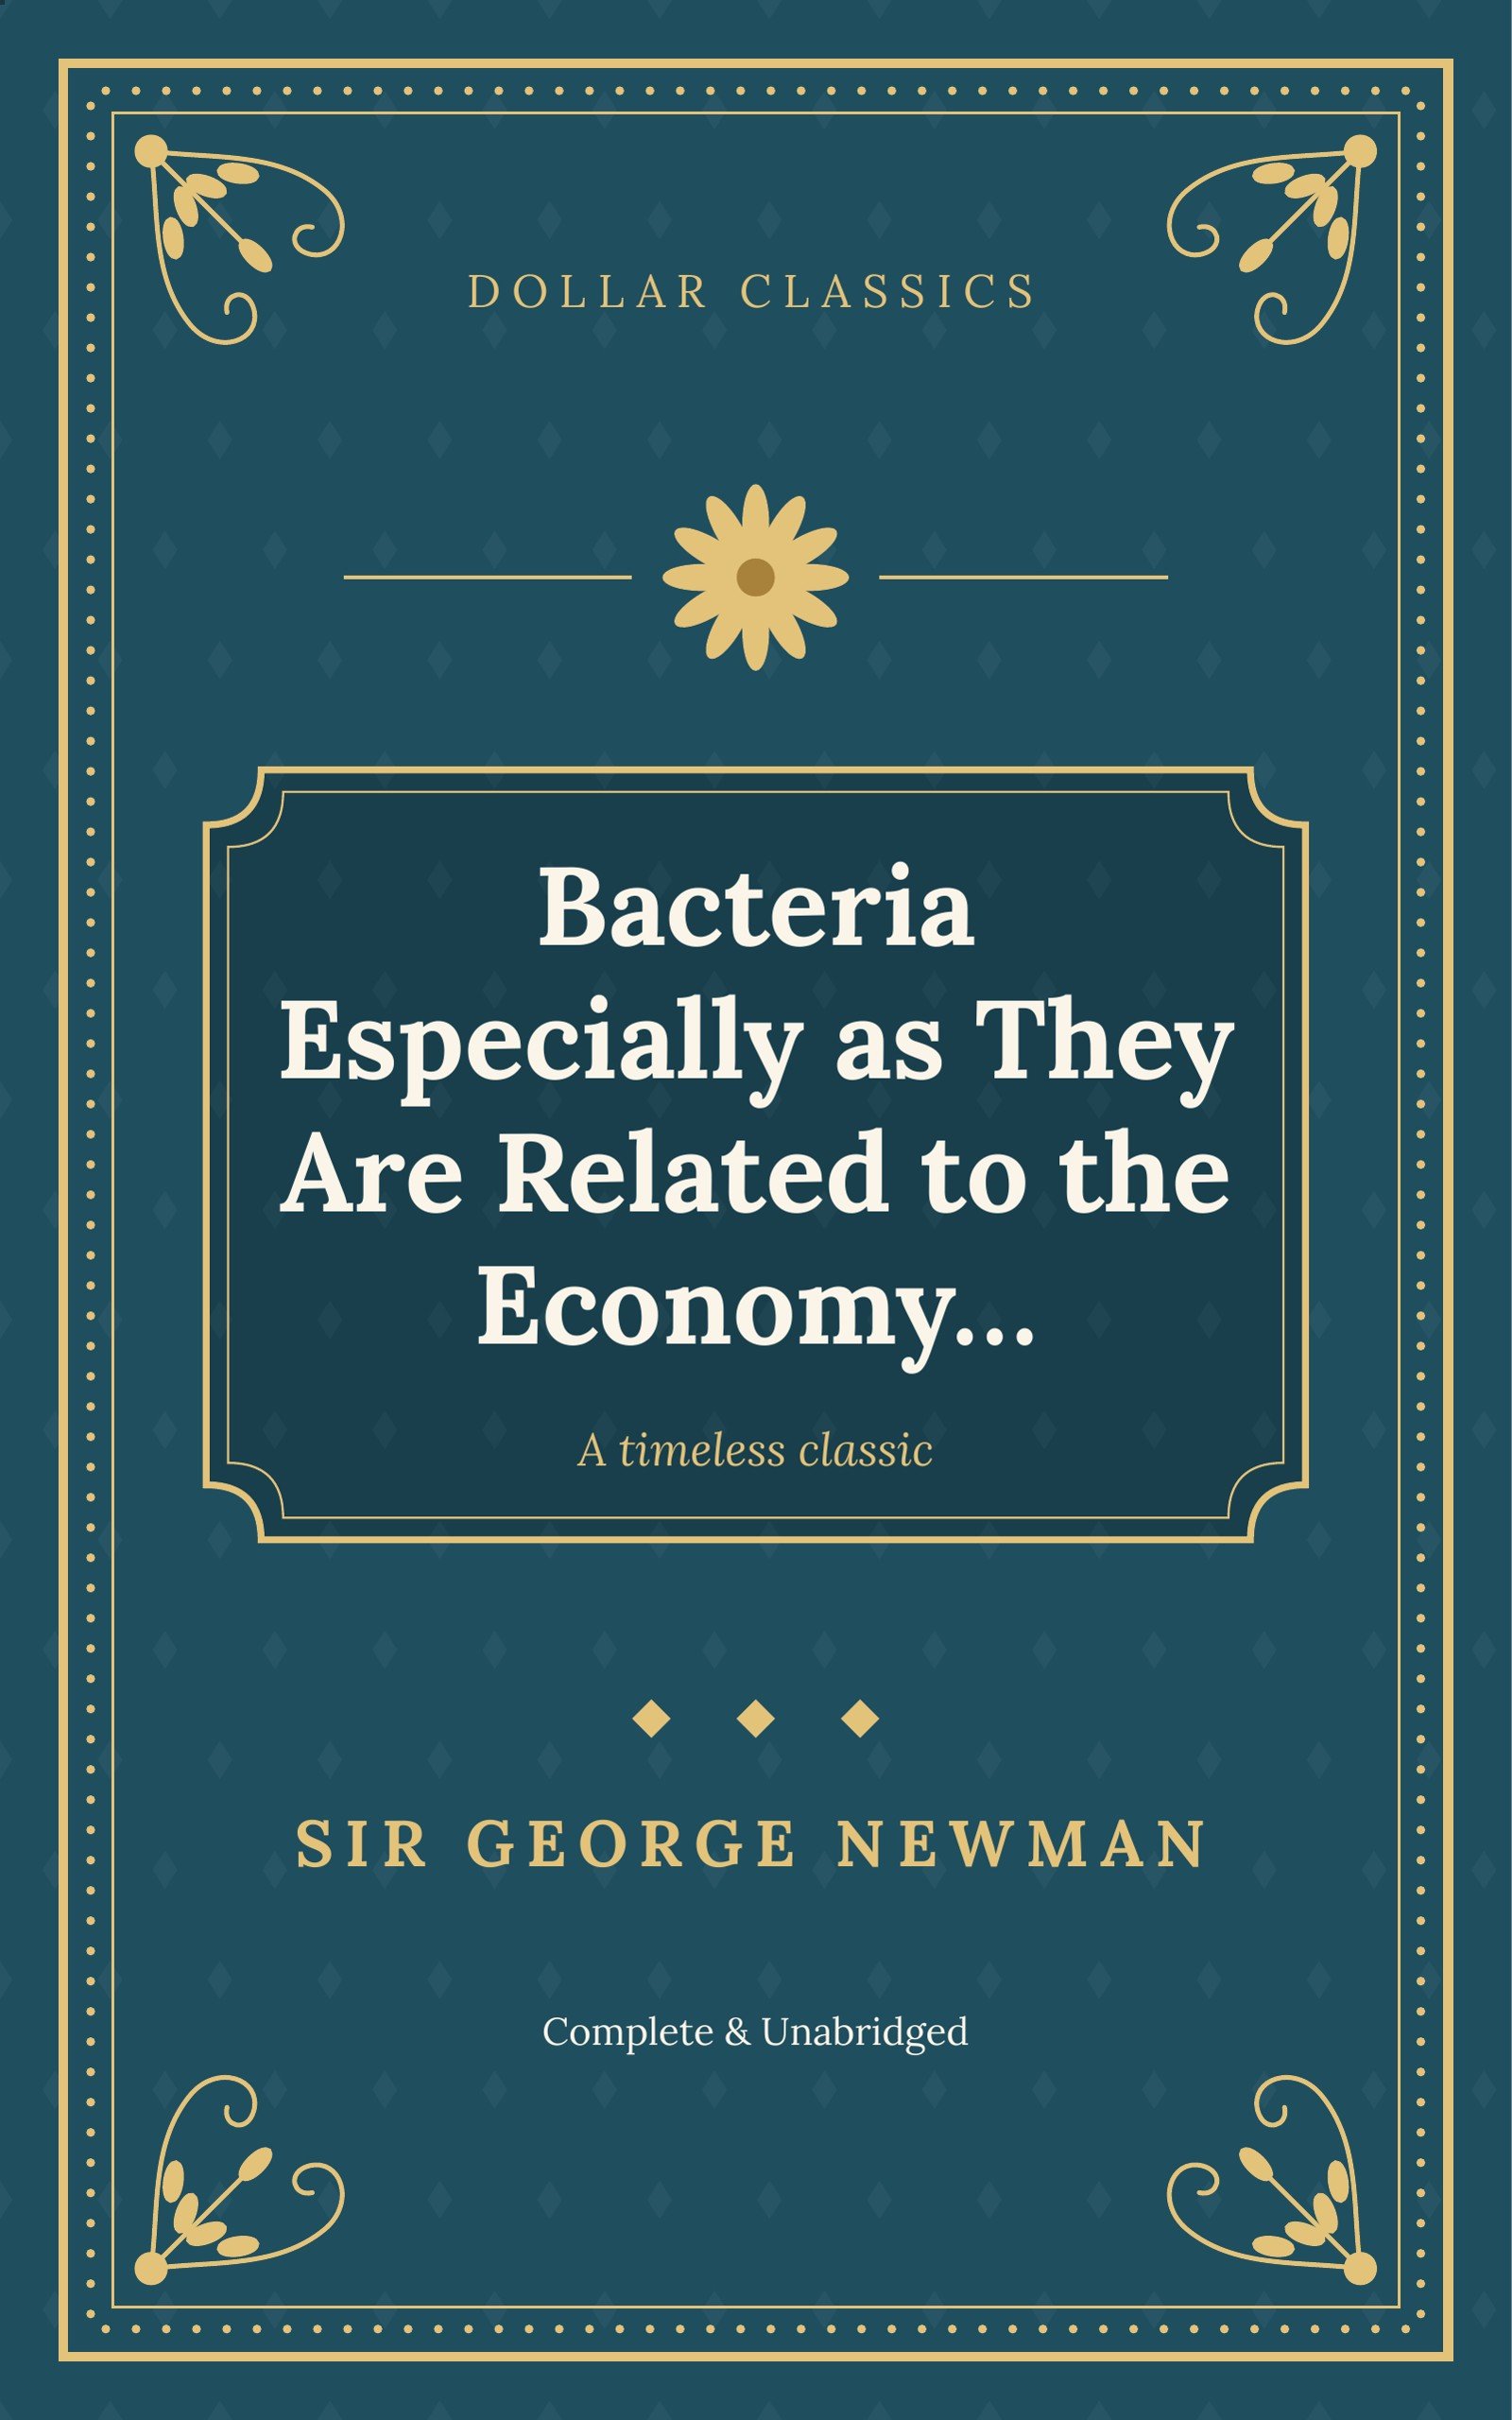 DOLLAR CLASSICS
Bacteria
Especially as They
Are Related to the
Economy...
A timeless classic
SIR GEORGE NEWMAN
Complete & Unabridged